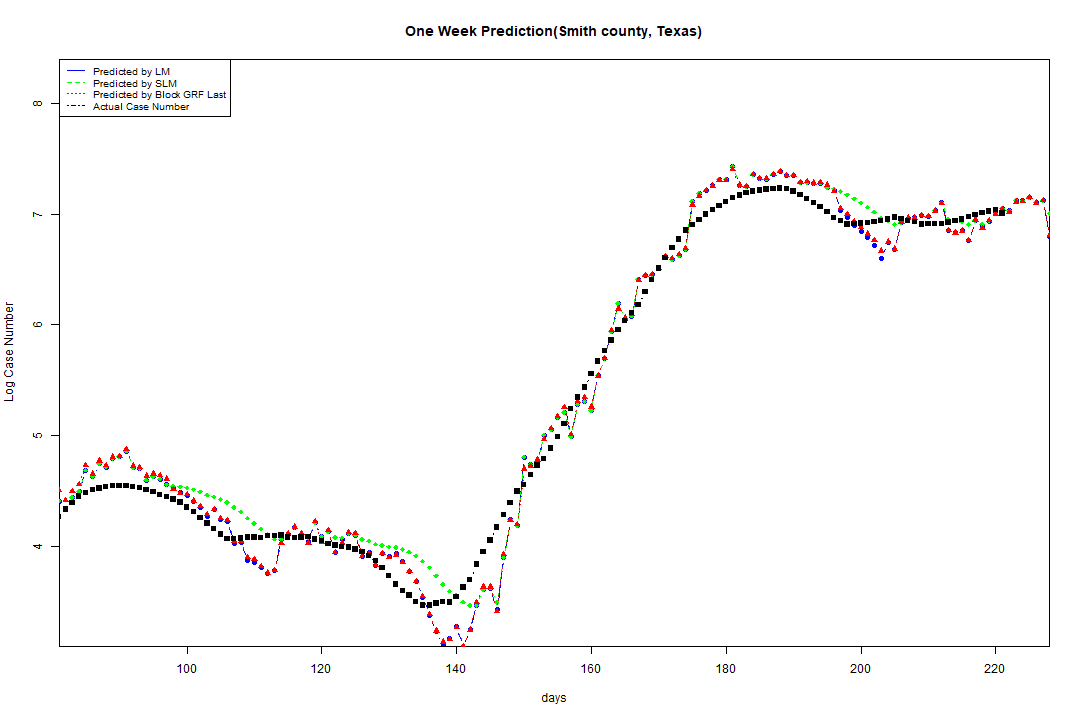 One Week Prediction(Smith county, Texas)
Predicted by LM
Predicted by SLM
Predicted by Block GRF Last
Actual Case Number
8
7
6
5
4
Log Case Number
100 120 140 160 180 200 220
days